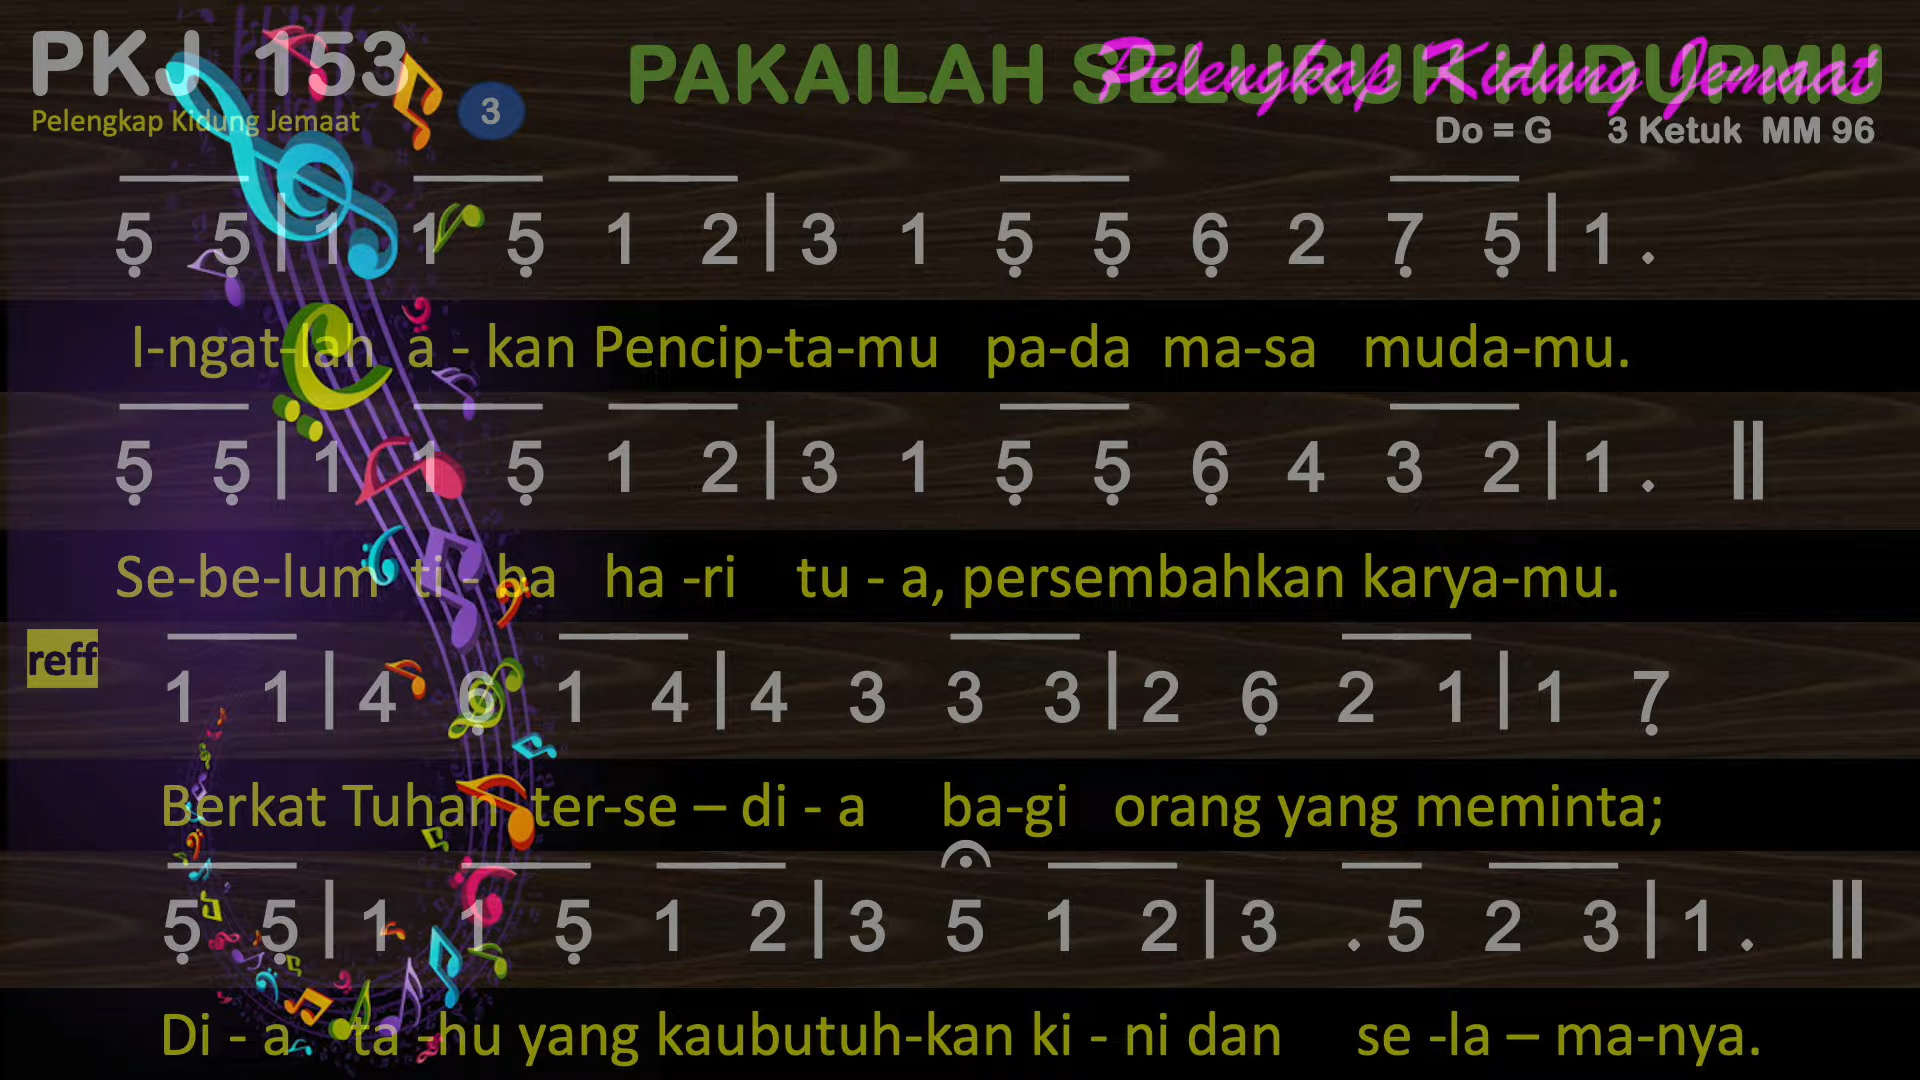 PKJ 153
PAKAILAH SELURUH HIDUPMU
Pelengkap Kidung Jemaat
Pelengkap Kidung Jemaat
3
Do = G 3 Ketuk MM 96
5̣ 5̣ | 1 1 5̣ 1 2 | 3 1 5̣ 5̣ 6̣ 2 7̣ 5̣ | 1 .
I-ngat-lah a - kan Pencip-ta-mu pa-da ma-sa muda-mu.
5̣ 5̣ | 1 1 5̣ 1 2 | 3 1 5̣ 5̣ 6̣ 4 3 2 | 1 . ||
Se-be-lum ti - ba ha -ri tu - a, persembahkan karya-mu.
reff
1 1 | 4 6̣ 1 4 | 4 3 3 3 | 2 6̣ 2 1 | 1 7̣
Berkat Tuhan ter-se – di - a ba-gi orang yang meminta;
5̣ 5̣ | 1 1 5̣ 1 2 | 3 5 1 2 | 3 . 5 2 3 | 1 . ||
Di - a ta -hu yang kaubutuh-kan ki - ni dan se -la – ma-nya.